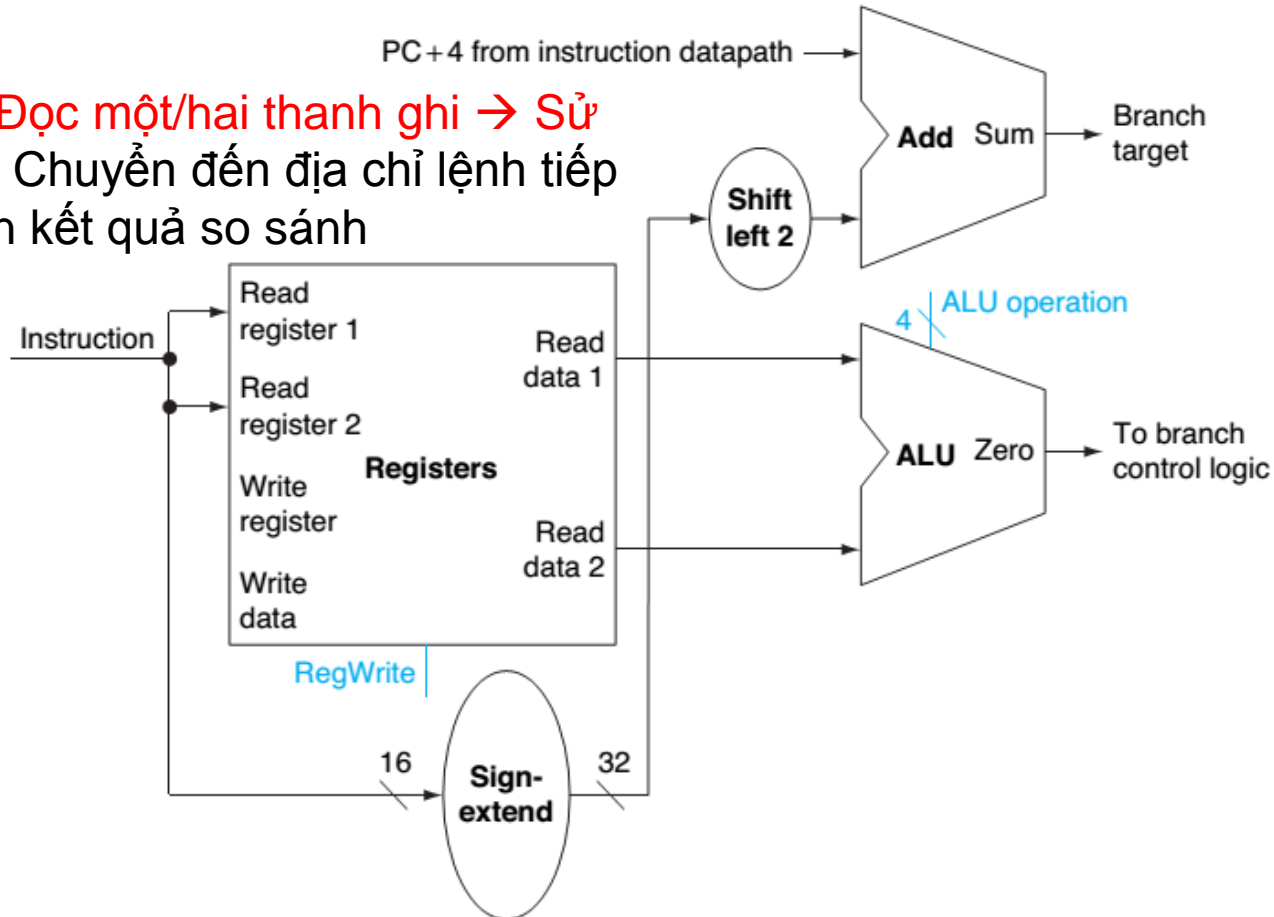 PC+4 from instruction datapath
Đọc một/hai thanh ghi → Sử
Chuyển đến địa chỉ lệnh tiếp
kết quả so sánh
Add Sum
Branch
target
Shift
left 2
Instruction
Read
register 1
Read
register 2
Write
register
Write
data
Registers
Read
data 1
Read
data 2
RegWrite
4
ALU operation
ALU Zero
To branch
control logic
16
Sign-
extend
32